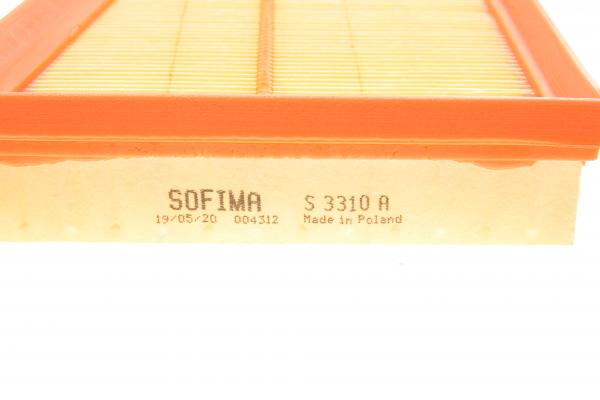 SOFIMA S 3310 A
19/05/20 004312 Made in Poland